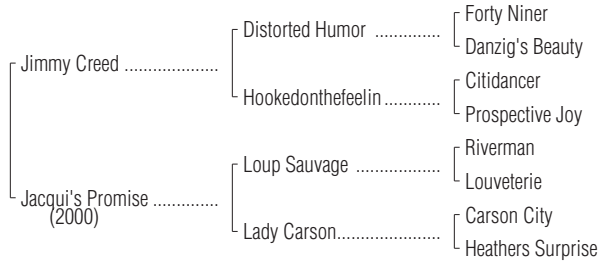 Forty Niner
Distorted Humor ..............
Danzig's Beauty
Jimmy Creed ....................
Citidancer
Hookedonthefeelin ............
Prospective Joy
Riverman
Loup Sauvage ..................
Louveterie
Jacqui's Promise ..............
(2000)
Carson City
Lady Carson......................
Heathers Surprise